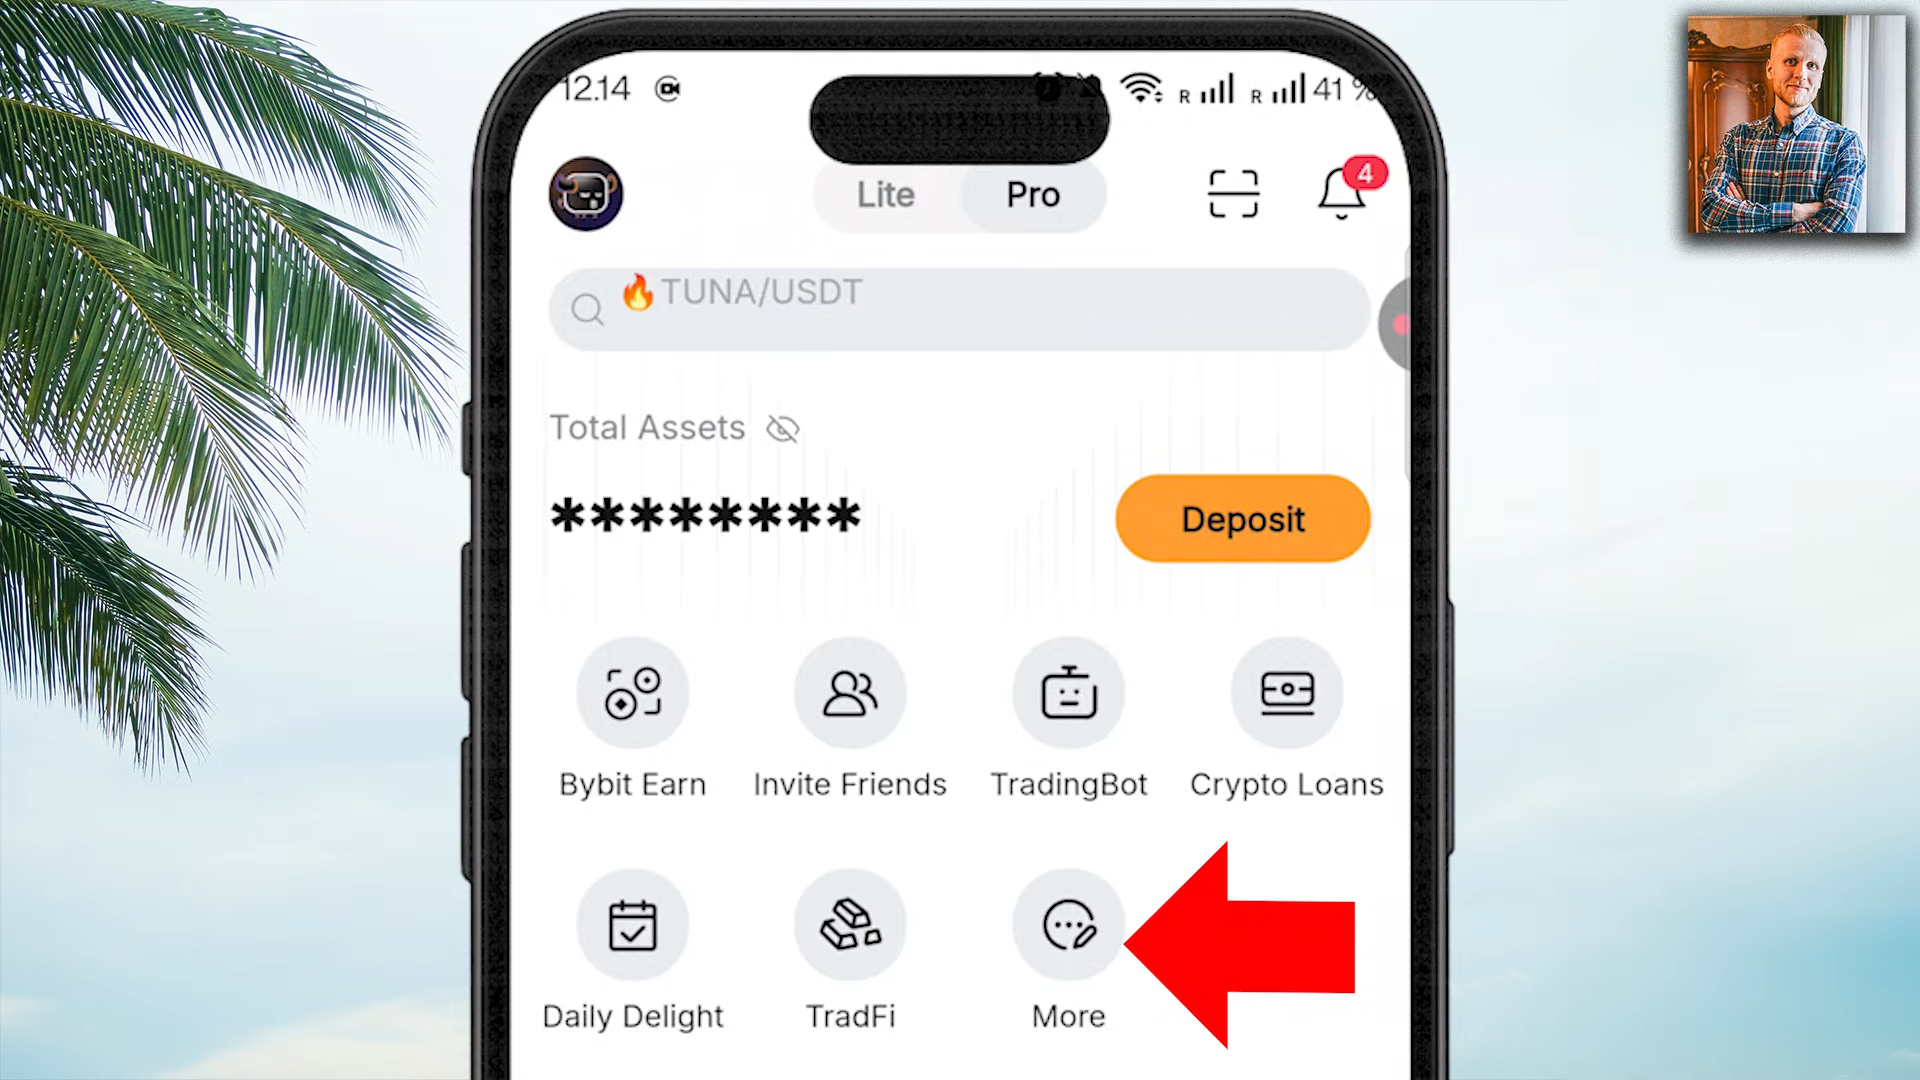 12.14 R R 41 %
Lite Pro 4
TUNA/USDT
Total Assets
********
Deposit
Bybit Earn Invite Friends TradingBot Crypto Loans
Daily Delight TradFi More